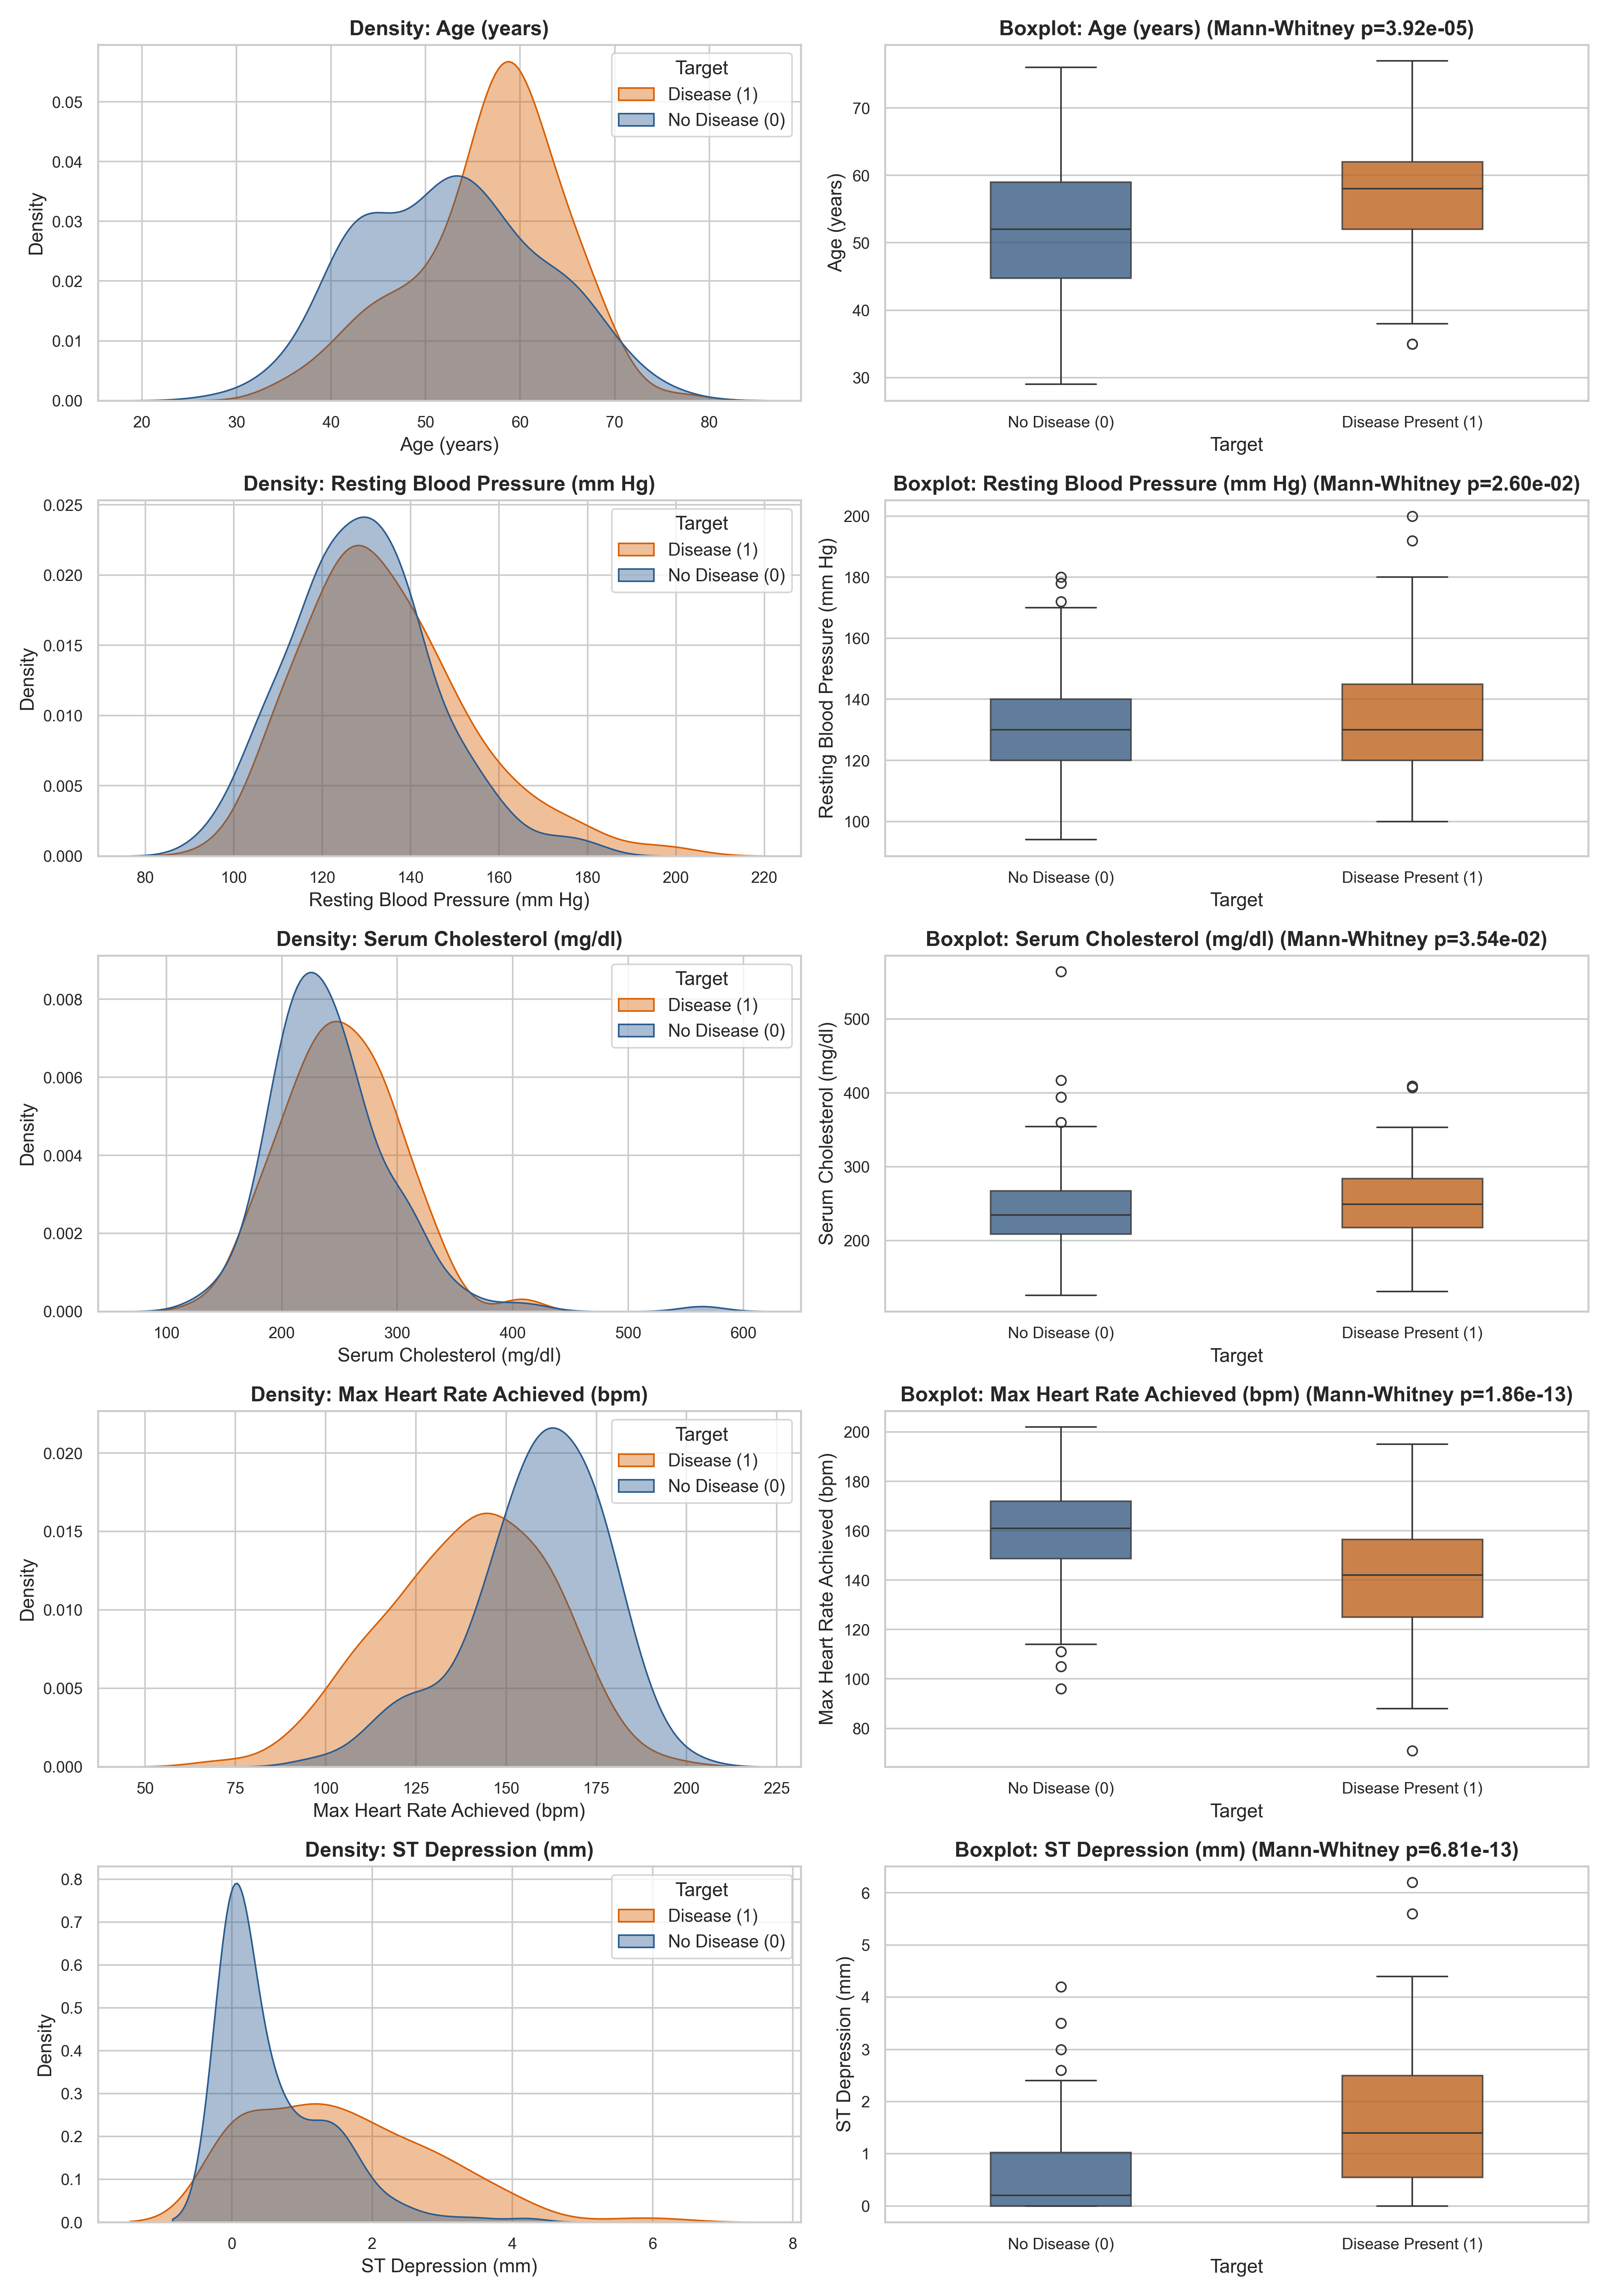 Density: Age (years)
Target
Disease (1)
No Disease (0)
Density
0.05
0.04
0.03
0.02
0.01
0.00
20 30 40 50 60 70 80
Age (years)
Boxplot: Age (years) (Mann-Whitney p=3.92e-05)
Age (years)
70
60
50
40
30
No Disease (0) Disease Present (1)
Target
Density: Resting Blood Pressure (mm Hg)
Target
Disease (1)
No Disease (0)
Density
0.025
0.020
0.015
0.010
0.005
0.000
80 100 120 140 160 180 200 220
Resting Blood Pressure (mm Hg)
Boxplot: Resting Blood Pressure (mm Hg) (Mann-Whitney p=2.60e-02)
Resting Blood Pressure (mm Hg)
200
180
160
140
120
100
No Disease (0) Disease Present (1)
Target
Density: Serum Cholesterol (mg/dl)
Target
Disease (1)
No Disease (0)
Density
0.008
0.006
0.004
0.002
0.000
100 200 300 400 500 600
Serum Cholesterol (mg/dl)
Boxplot: Serum Cholesterol (mg/dl) (Mann-Whitney p=3.54e-02)
Serum Cholesterol (mg/dl)
500
400
300
200
No Disease (0) Disease Present (1)
Target
Density: Max Heart Rate Achieved (bpm)
Target
Disease (1)
No Disease (0)
Density
0.020
0.015
0.010
0.005
0.000
50 75 100 125 150 175 200 225
Max Heart Rate Achieved (bpm)
Boxplot: Max Heart Rate Achieved (bpm) (Mann-Whitney p=1.86e-13)
Max Heart Rate Achieved (bpm)
200
180
160
140
120
100
80
No Disease (0) Disease Present (1)
Target
Density: ST Depression (mm)
Target
Disease (1)
No Disease (0)
Density
0.8
0.7
0.6
0.5
0.4
0.3
0.2
0.1
0.0
0 2 4 6 8
ST Depression (mm)
Boxplot: ST Depression (mm) (Mann-Whitney p=6.81e-13)
ST Depression (mm)
6
5
4
3
2
1
0
No Disease (0) Disease Present (1)
Target